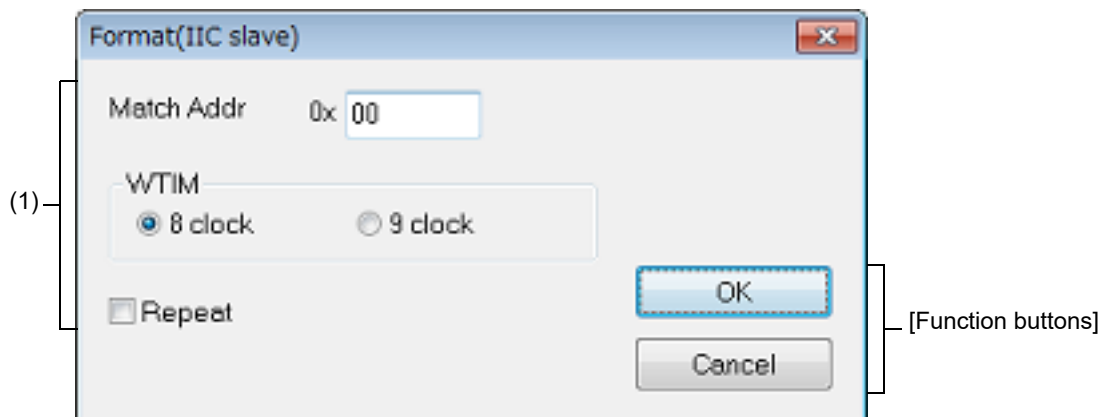 Format(IIC slave)
Match Addr 0x 00
WTIM
(1)
8 clock 9 clock
OK
Repeat
[Function buttons]
Cancel